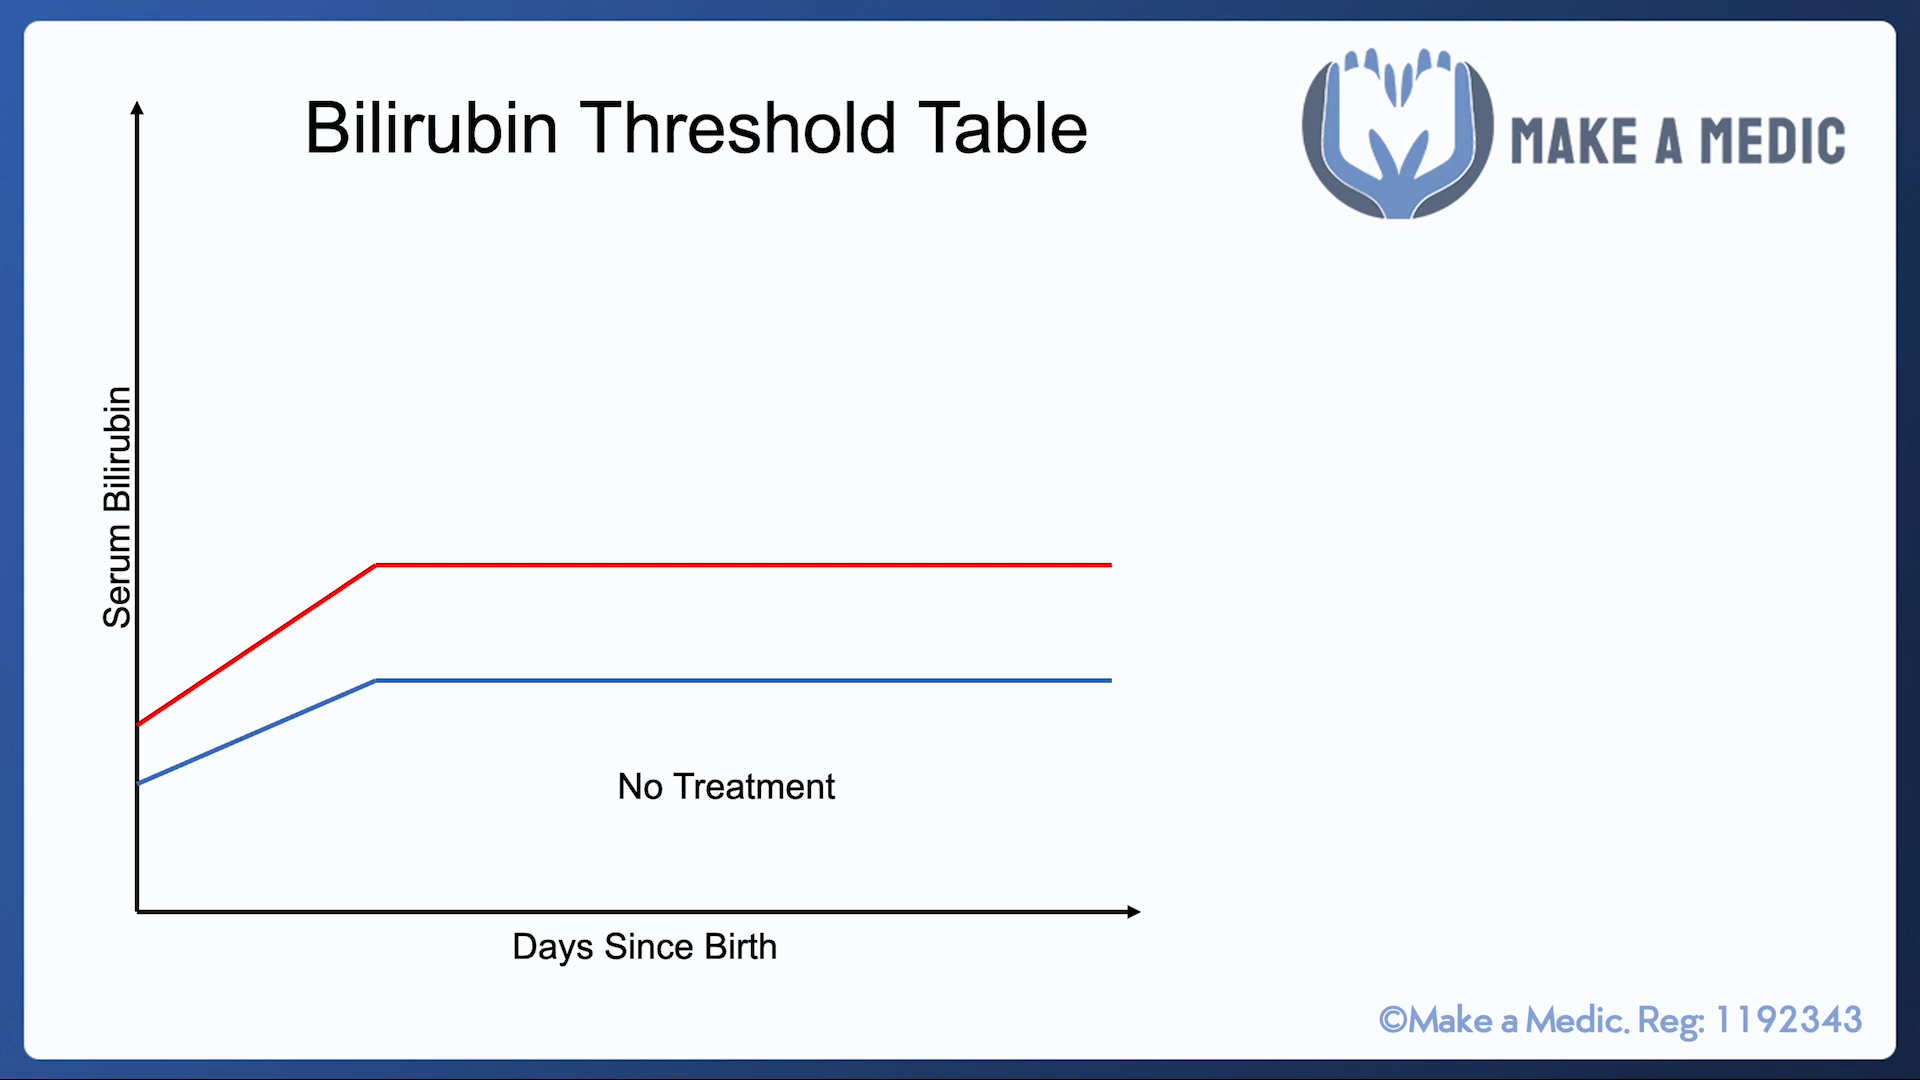 Bilirubin Threshold Table
MAKE A MEDIC
Serum Bilirubin
No Treatment
Days Since Birth
©Make a Medic. Reg: 1192343